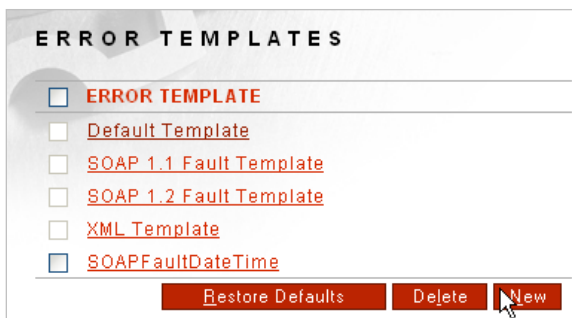 ERROR TEMPLATES
ERROR TEMPLATE
Default Template
SOAP 1.1 Fault Template
SOAP 1.2 Fault Template
XML Template
SOAPFaultDateTime
Restore Defaults Delete New